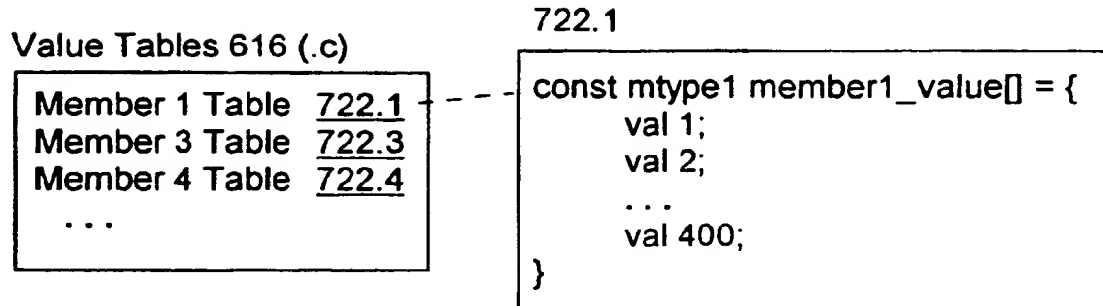 Value Tables 616 (.c)
Member 1 Table 722.1
Member 3 Table 722.3
Member 4 Table 722.4
. . .
722.1
const mtype1 member1_value[] = {
val 1;
val 2;
. . .
val 400;
}